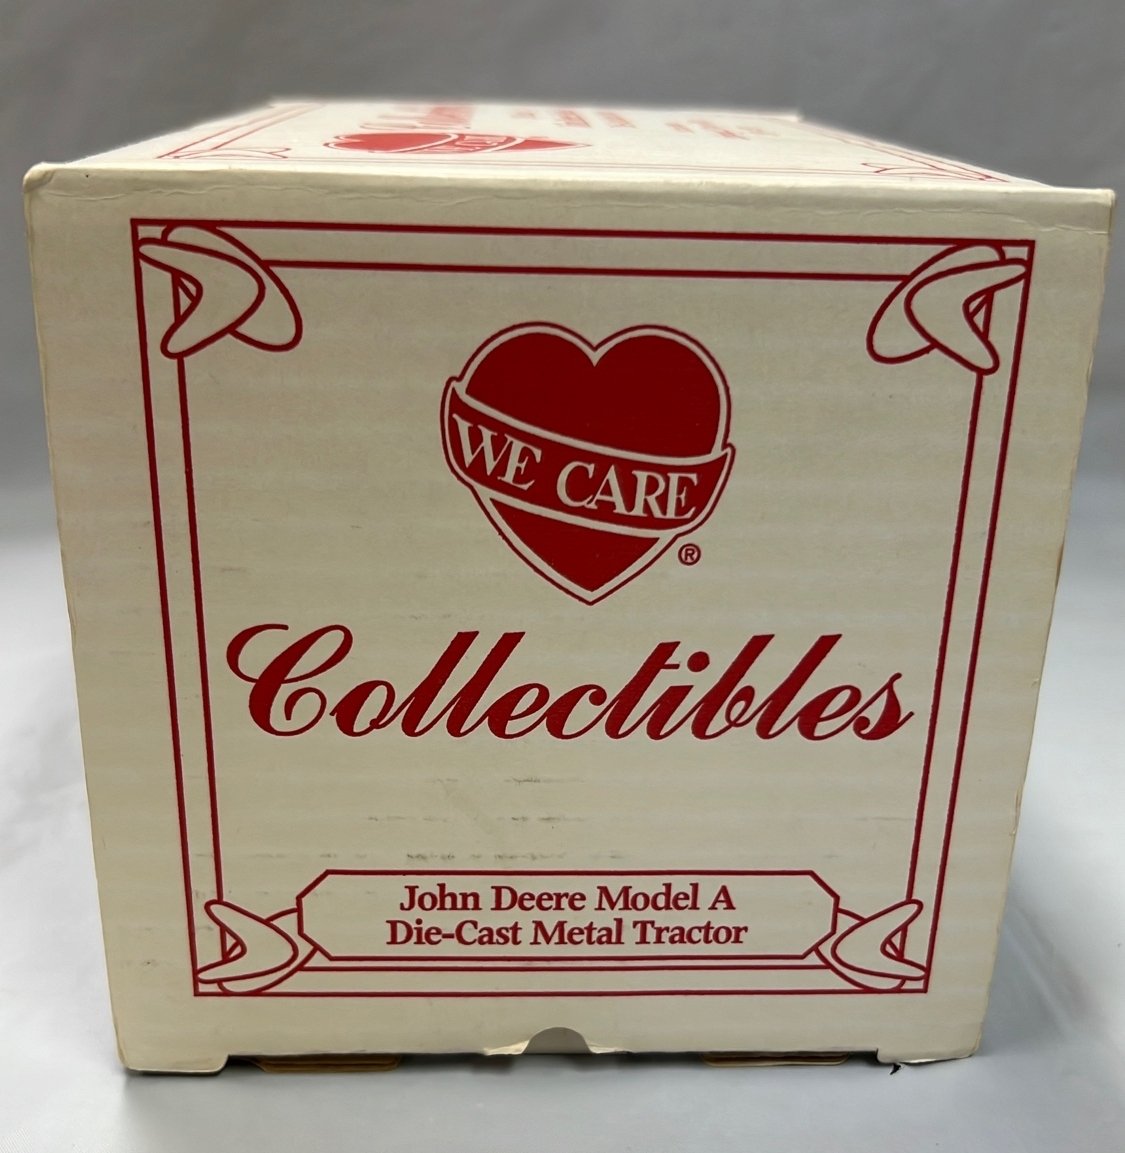 WE CARE
®
Collectibles
John Deere Model A
Die-Cast Metal Tractor